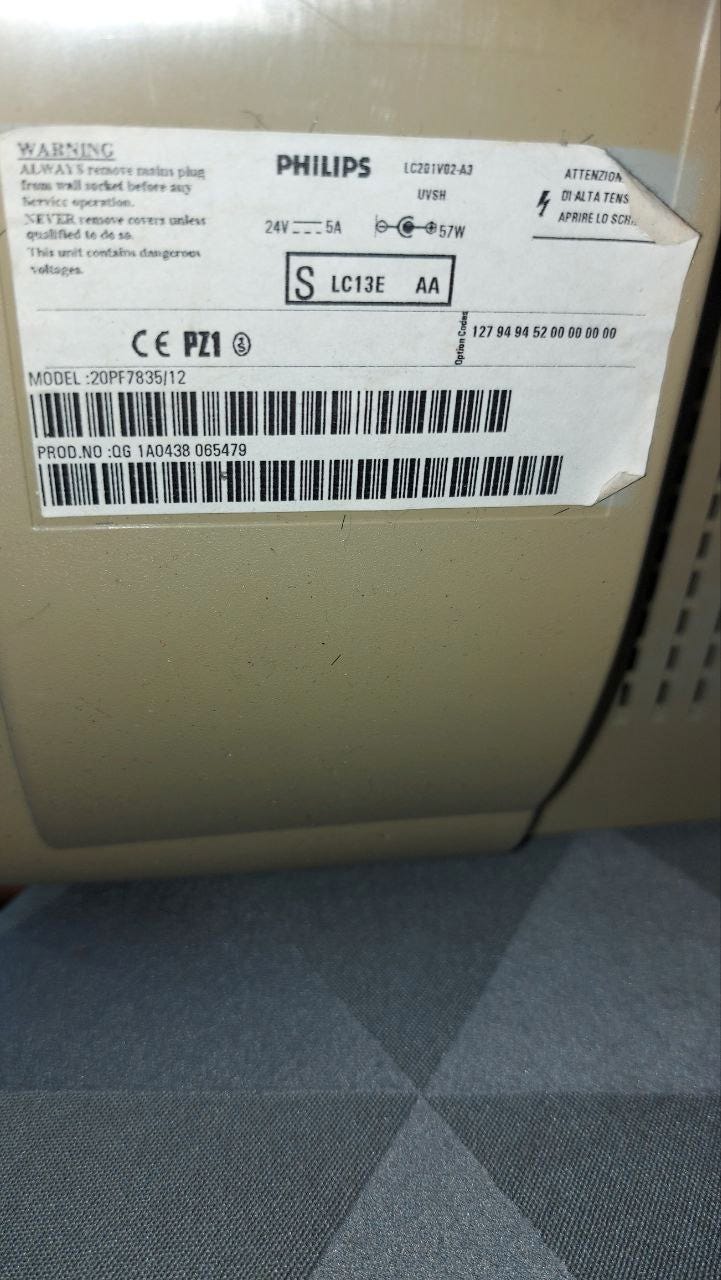 WARNING
ALWAYS remove mains plug
from wall socket before any
Service operation.
NEVER remove covers unless
qualified to do so.
This unit contains dangerous
voltages.
PHILIPS
LC201V02-A3
UVSH
24V 5A
57W
S LC13E AA
ATTENZION
DI ALTA TENS
APRIRE LO SCH
CE PZ1
Option Codes
127 94 94 52 00 00 00 00
MODEL :20PF7835/12
PROD.NO :QG 1A0438 065479